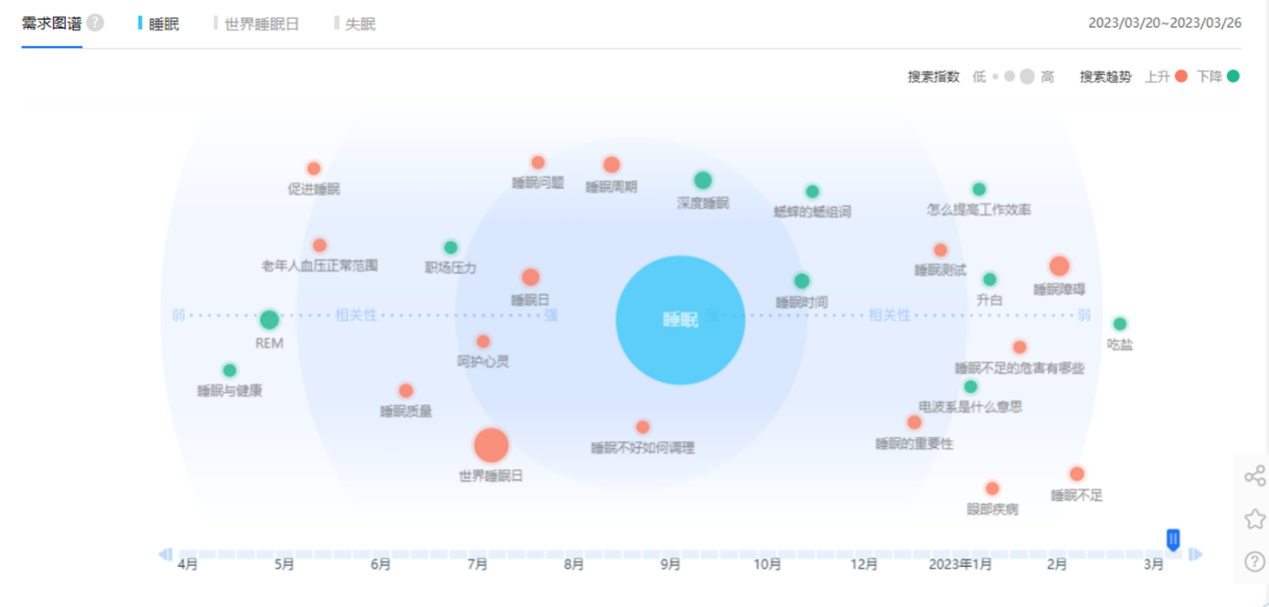 需求图谱 ? 睡眠 世界睡眠日 失眠 2023/03/20~2023/03/26
搜索指数 低 高 搜索趋势 上升 下降
促进睡眠
睡眠问题
睡眠周期
深度睡眠
蟋蟀的蟋组词
怎么提高工作效率
老年人血压正常范围
职场压力
睡眠日
睡眠时间
睡眠测试
升白
睡眠障碍
弱 相关性 强 睡眠 强 相关性 弱
REM
吃盐
呵护心灵
睡眠不足的危害有哪些
睡眠与健康
睡眠质量
电波系是什么意思
睡眠不好如何调理
睡眠的重要性
世界睡眠日
睡眠不足
眼部疾病
4月 5月 6月 7月 8月 9月 10月 12月 2023年1月 2月 3月
?